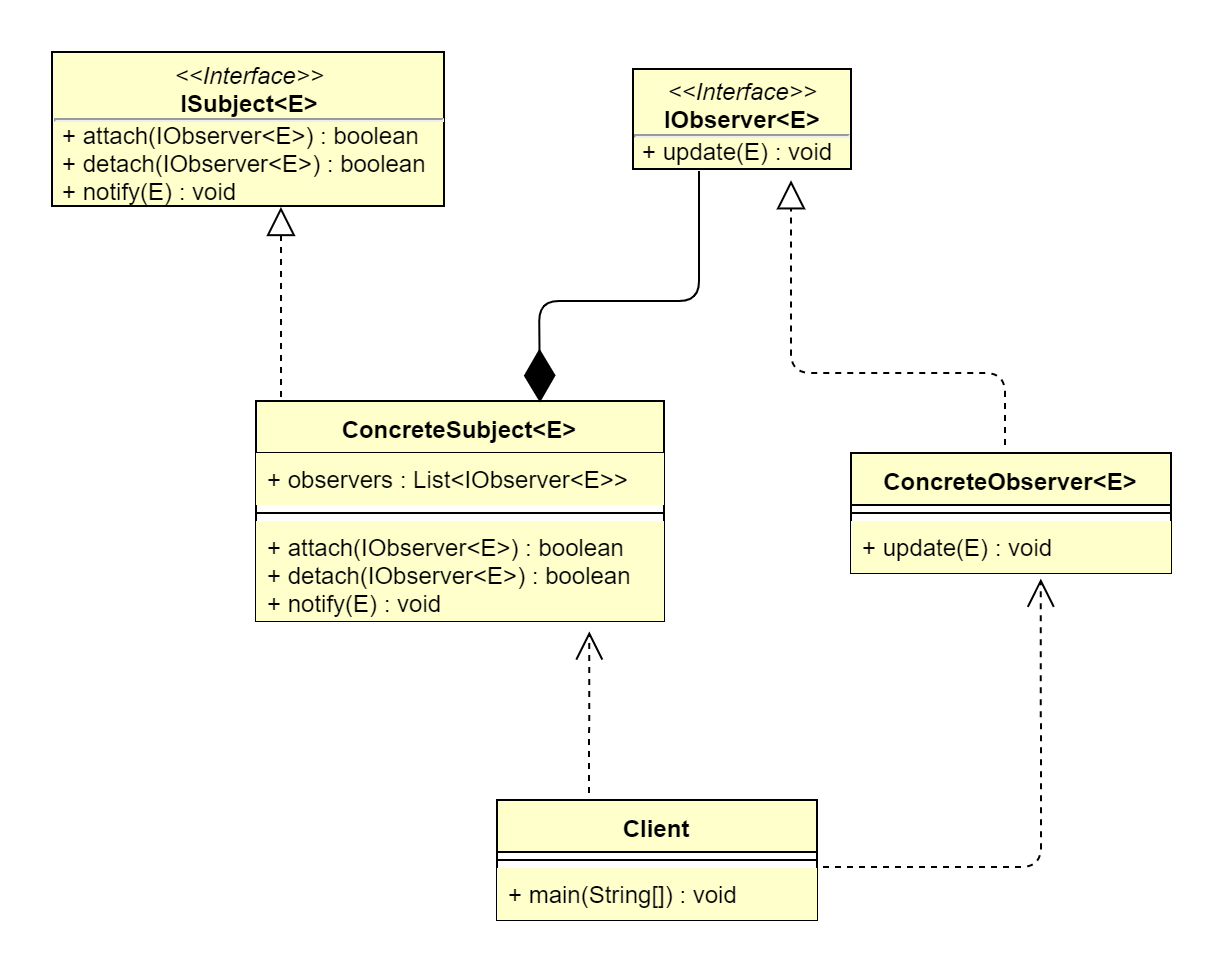 <<Interface>>
ISubject<E>
+ attach(IObserver<E>) : boolean
+ detach(IObserver<E>) : boolean
+ notify(E) : void
<<Interface>>
IObserver<E>
+ update(E) : void
ConcreteSubject<E>
+ observers : List<IObserver<E>>
+ attach(IObserver<E>) : boolean
+ detach(IObserver<E>) : boolean
+ notify(E) : void
ConcreteObserver<E>
+ update(E) : void
Client
+ main(String[]) : void